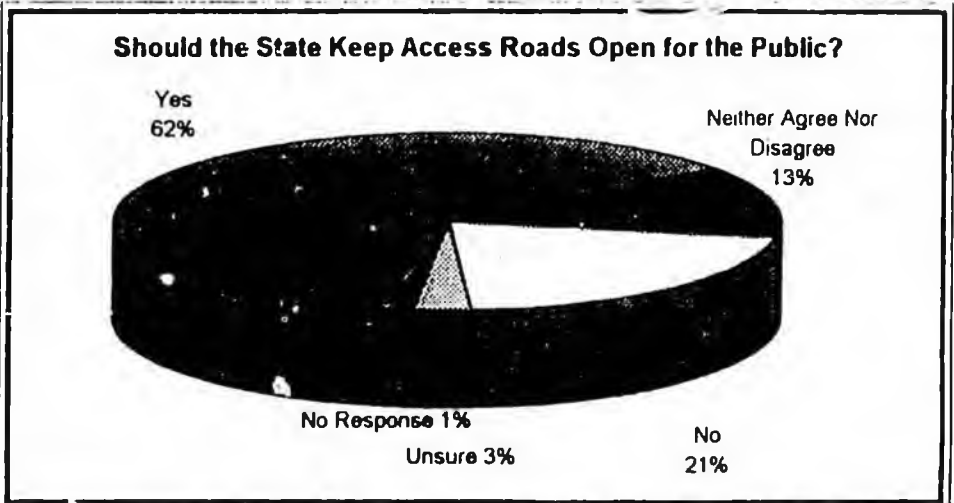 Should the State Keep Access Roads Open for the Public?
Yes
62%
Neither Agree Nor
Disagree
13%
No Response 1%
Unsure 3%
No
21%